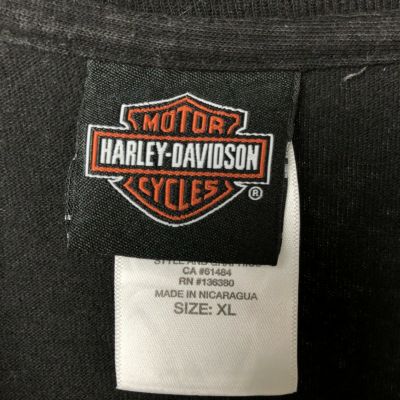 MOTOR
HARLEY-DAVIDSON
CYCLES
®
CA #61484
RN #136380
MADE IN NICARAGUA
SIZE: XL